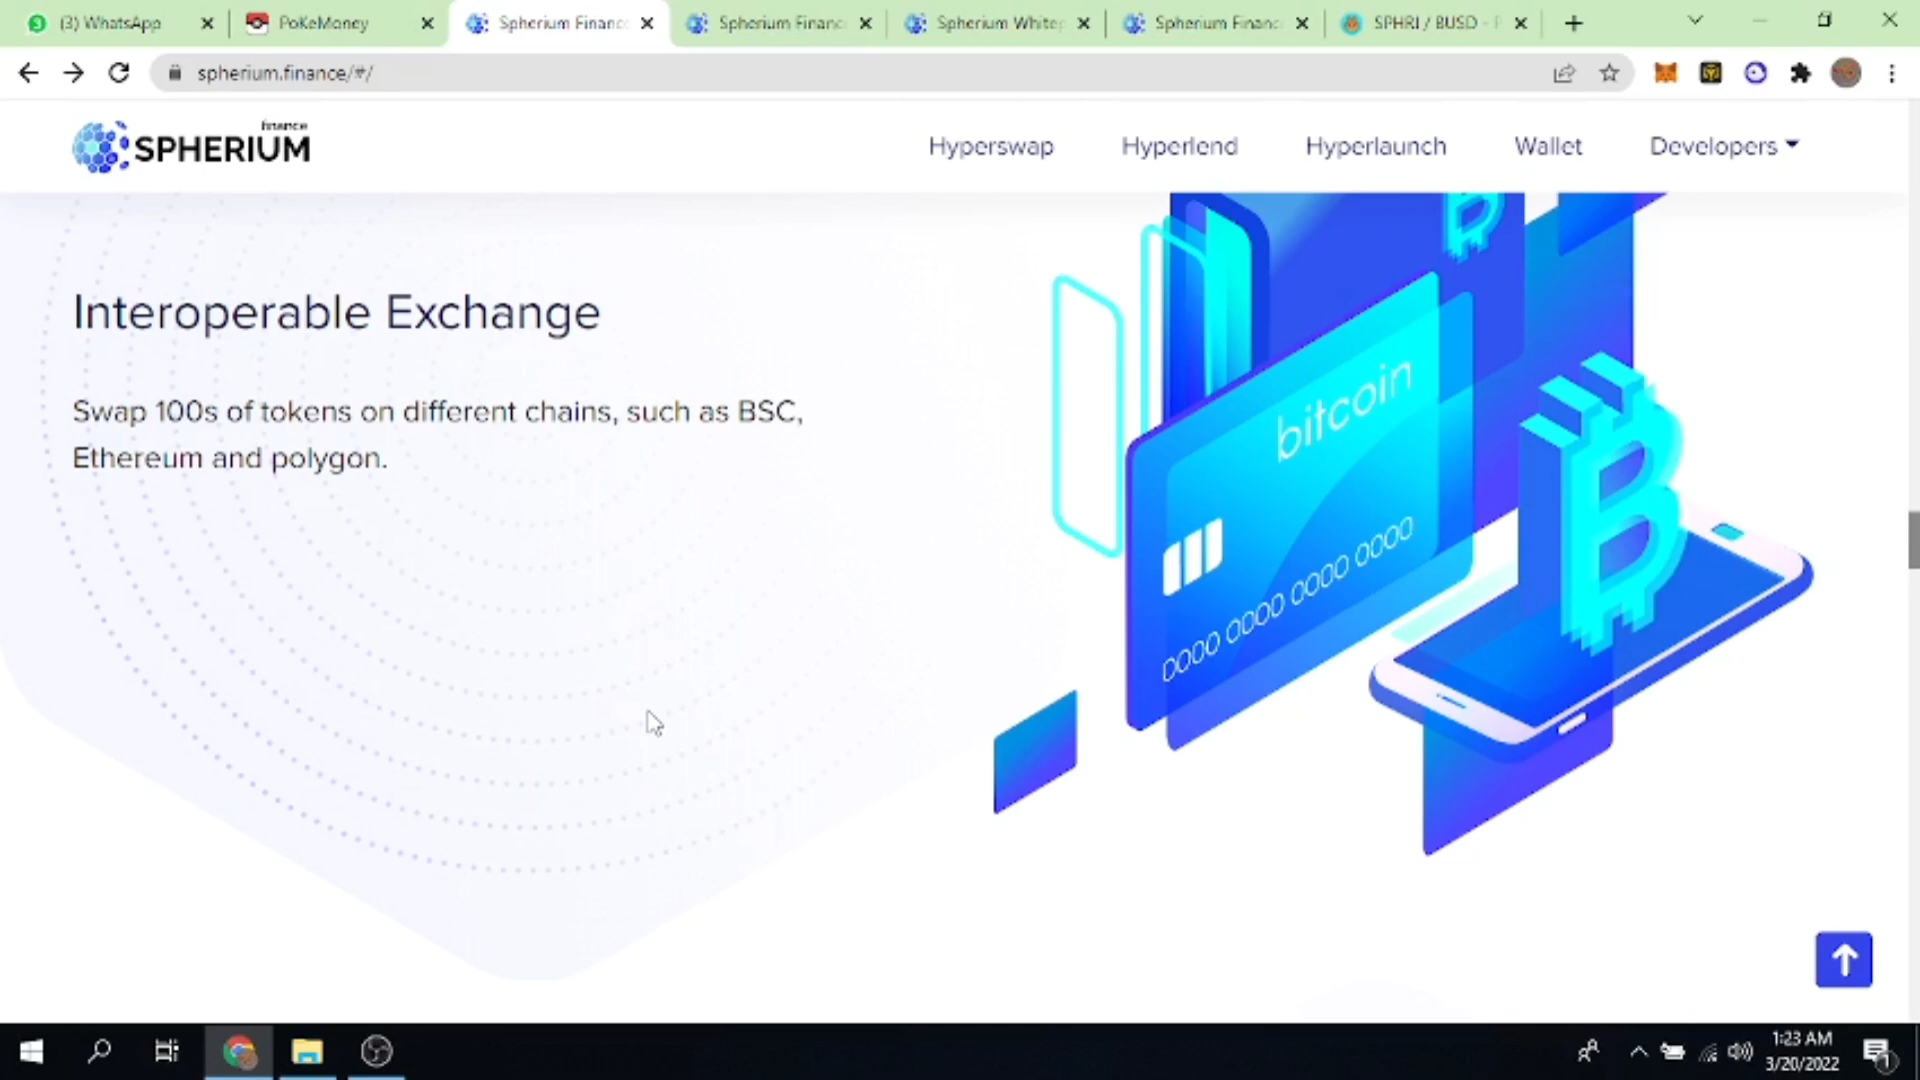 (3) WhatsApp
PoKeMoney
Spherium Financ
Spherium Financ
Spherium Whitep
Spherium Financ
SPHRI / BUSD - P
spherium.finance/#/
finance
SPHERIUM
Hyperswap
Hyperlend
Hyperlaunch
Wallet
Developers
Interoperable Exchange
Swap 100s of tokens on different chains, such as BSC,
Ethereum and polygon.
bitcoin
0000 0000 0000 0000
1:23 AM
3/20/2022
1